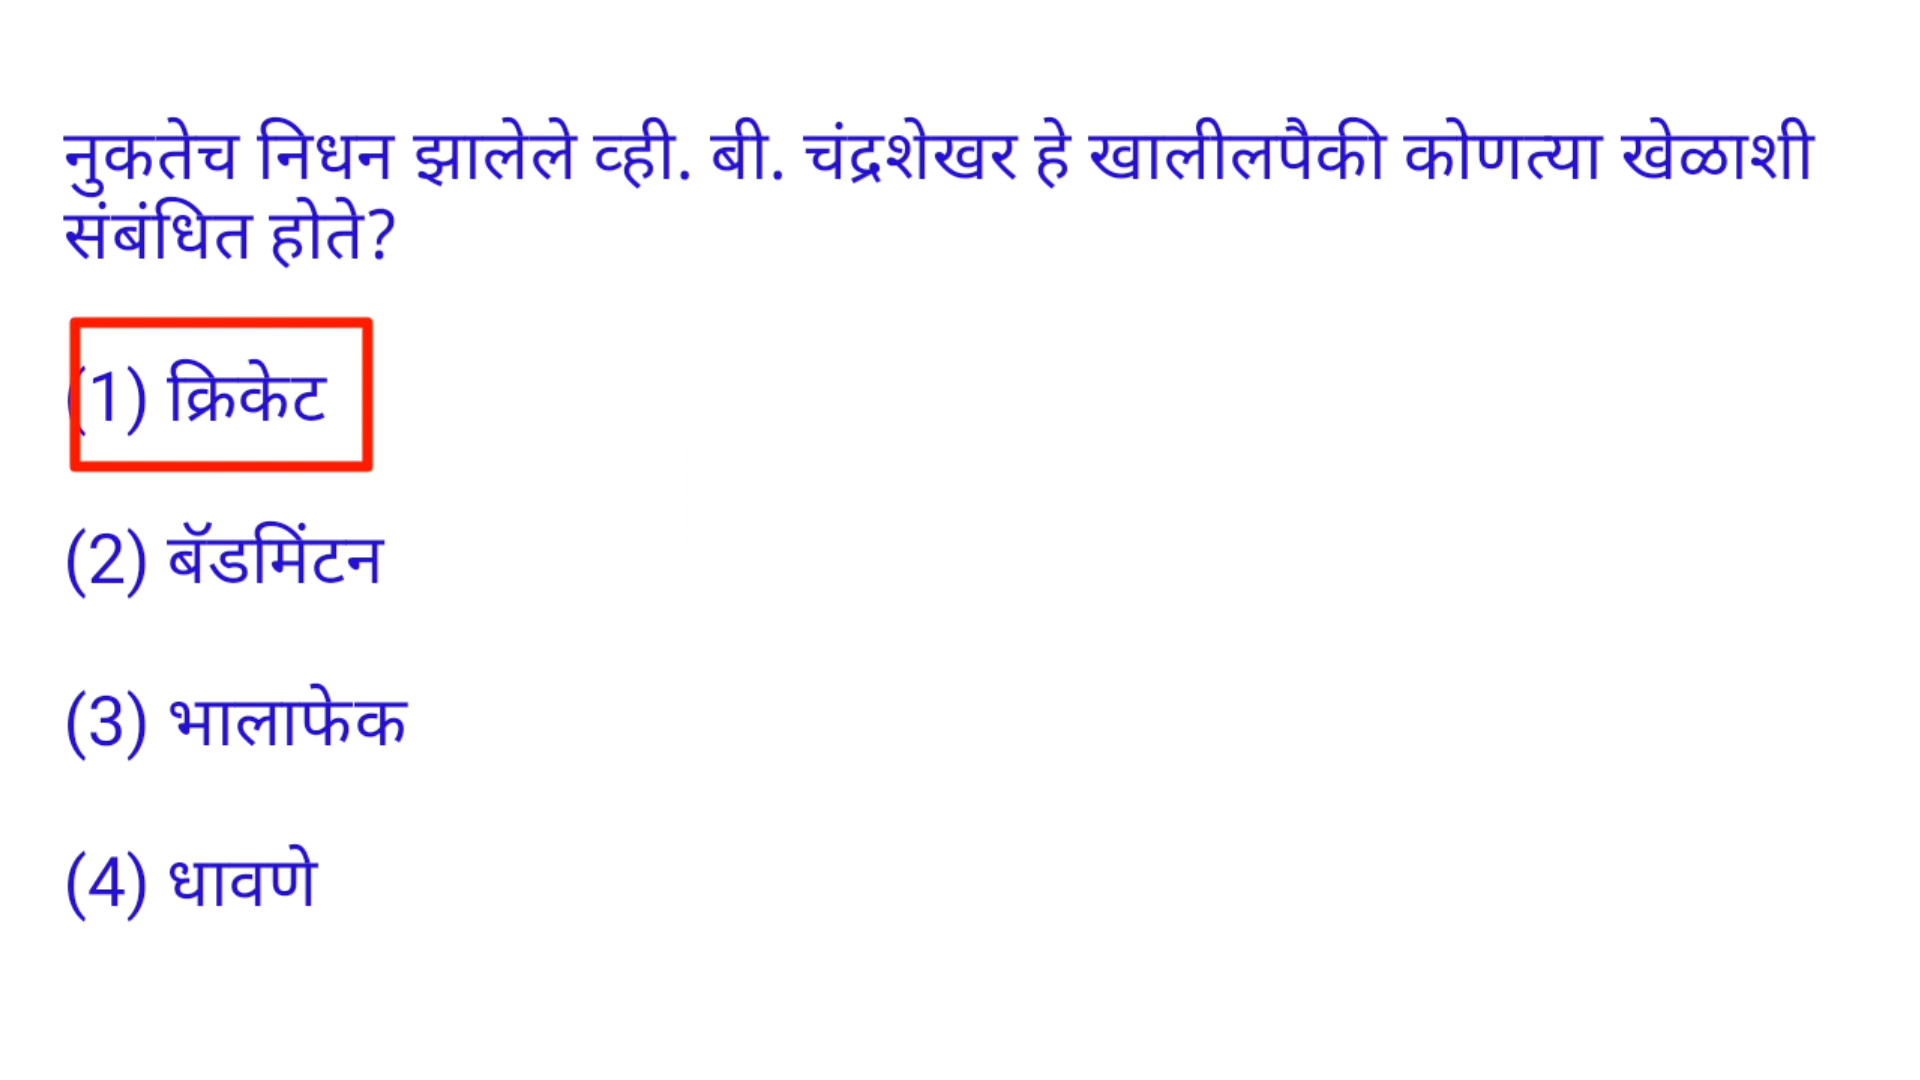 नुकतेच निधन झालेले व्ही. बी. चंद्रशेखर हे खालीलपैकी कोणत्या खेळाशी
संबंधित होते?
(1) क्रिकेट
(2) बॅडमिंटन
(3) भालाफेक
(4) धावणे